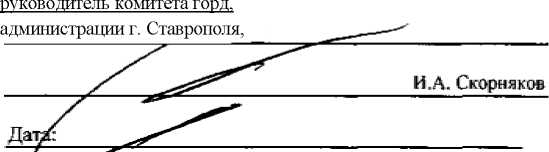 руководитель комитета горд,
администрации г. Ставрополя,
И.А. Скорняков
Дата: